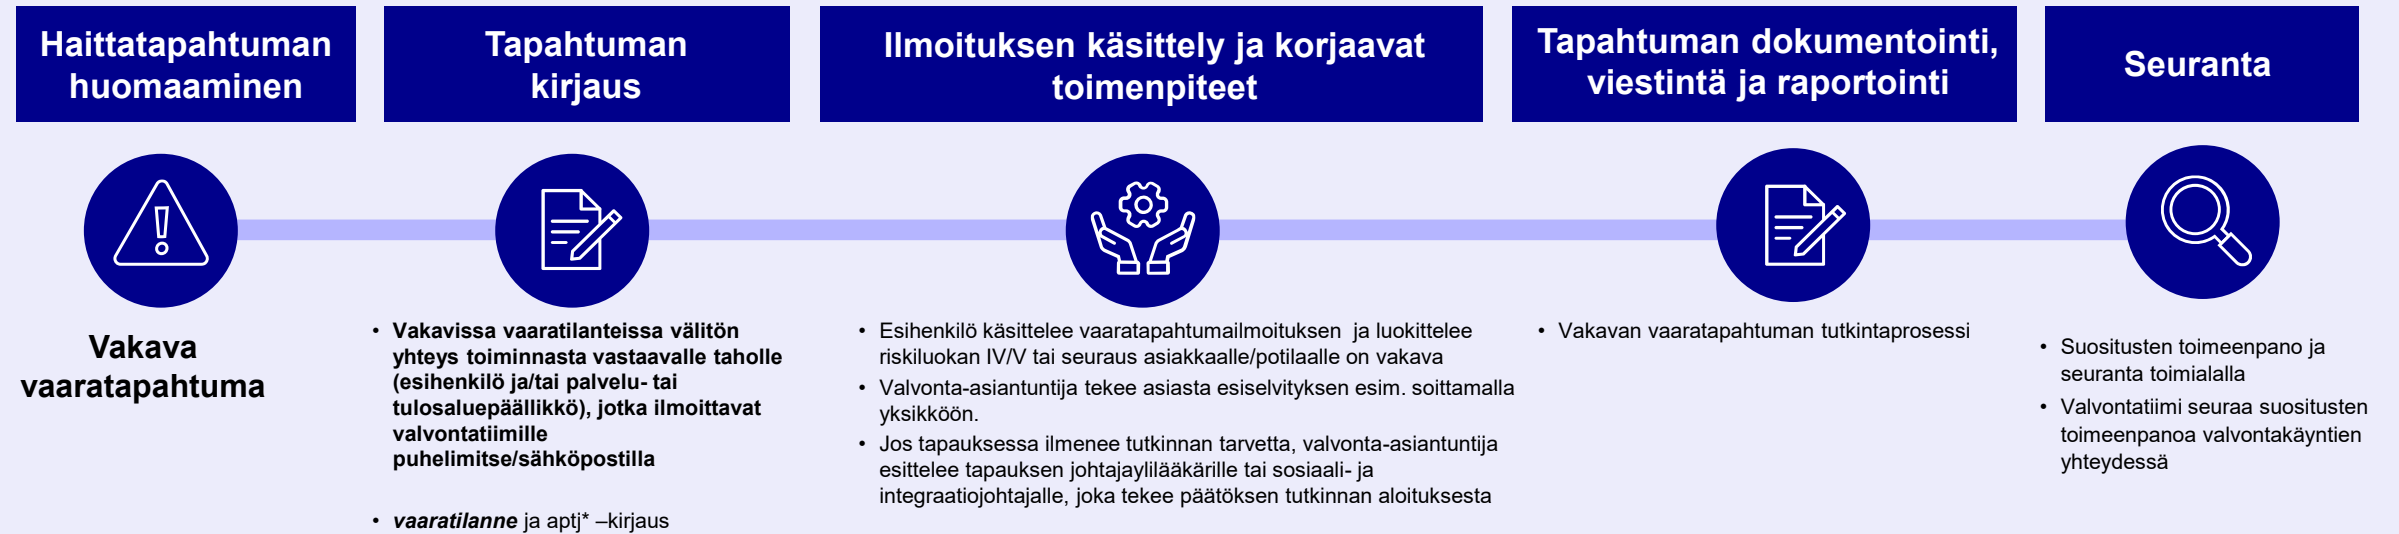 Haittatapahtuman
huomaaminen
Tapahtuman
kirjaus
Ilmoituksen käsittely ja korjaavat
toimenpiteet
Tapahtuman dokumentointi,
viestintä ja raportointi
Seuranta
Vakava
vaaratapahtuma
• Vakavissa vaaratilanteissa välitön
yhteys toiminnasta vastaavalle taholle
(esihenkilö ja/tai palvelu- tai
tulosaluepäällikkö), jotka ilmoittavat
valvontatiimille
puhelimitse/sähköpostilla
• vaaratilanne ja aptj* –kirjaus
• Esihenkilö käsittelee vaaratapahtumailmoituksen ja luokittelee
riskiluokan IV/V tai seuraus asiakkaalle/potilaalle on vakava
• Valvonta-asiantuntija tekee asiasta esiselvityksen esim. soittamalla
yksikköön.
• Jos tapauksessa ilmenee tutkinnan tarvetta, valvonta-asiantuntija
esittelee tapauksen johtajaylilääkärille tai sosiaali- ja
integraatiojohtajalle, joka tekee päätöksen tutkinnan aloituksesta
• Vakavan vaaratapahtuman tutkintaprosessi
• Suositusten toimeenpano ja
seuranta toimialalla
• Valvontatiimi seuraa suositusten
toimeenpanoa valvontakäyntien
yhteydessä